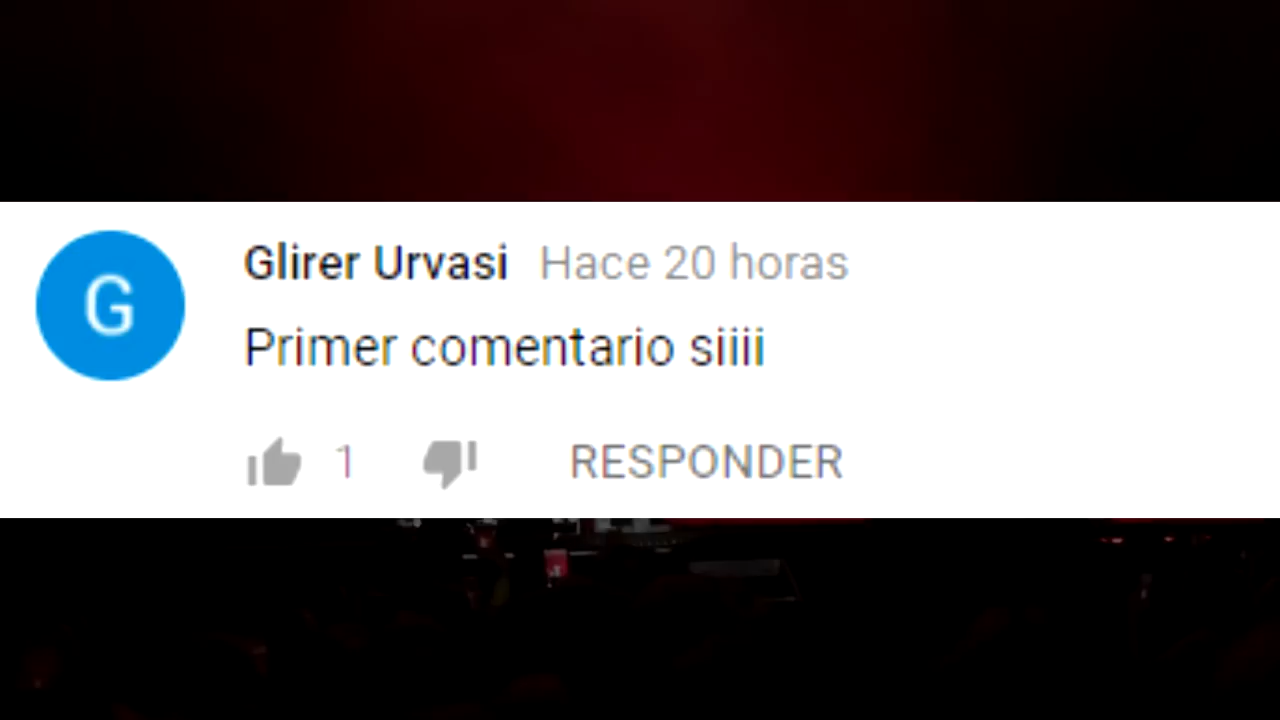 G
Glirer Urvasi Hace 20 horas
Primer comentario siiii
1 RESPONDER